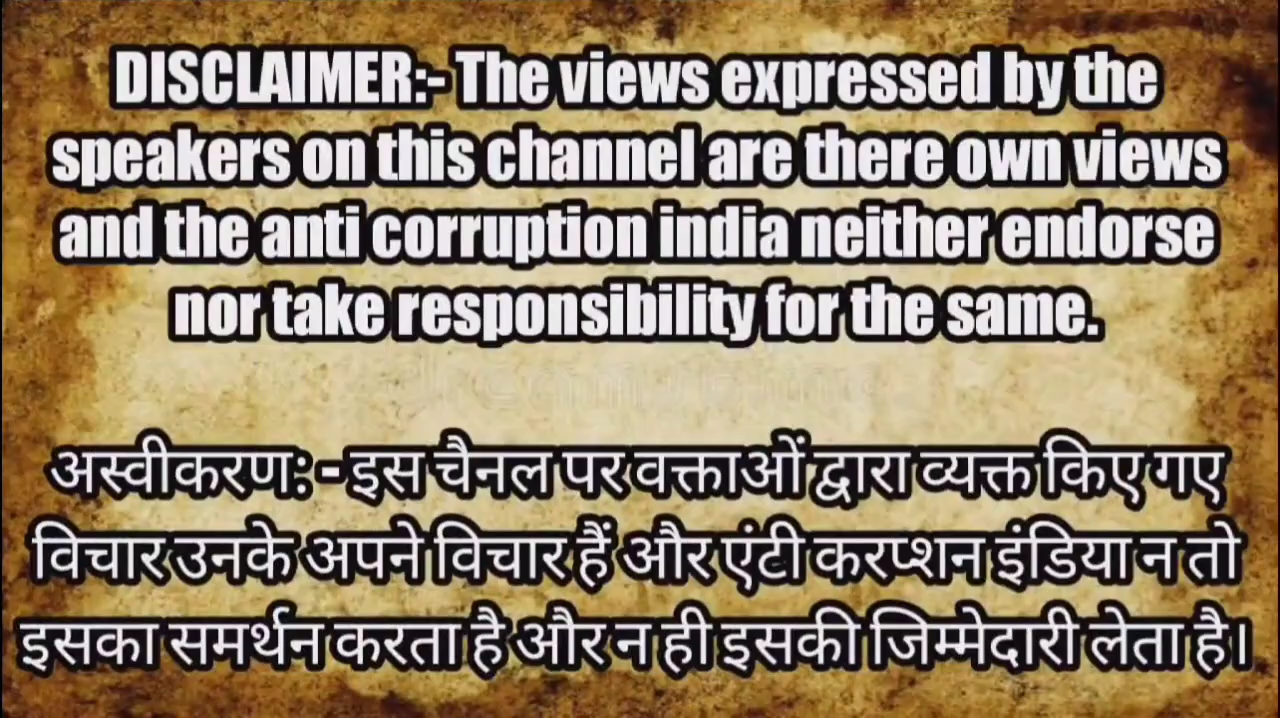 DISCLAIMER:- The views expressed by the
speakers on this channel are there own views
and the anti corruption india neither endorse
nor take responsibility for the same.
dreamstime
अस्वीकरण: - इस चैनल पर वक्ताओं द्वारा व्यक्त किए गए
विचार उनके अपने विचार हैं और एंटी करप्शन इंडिया न तो
इसका समर्थन करता है और न ही इसकी जिम्मेदारी लेता है।